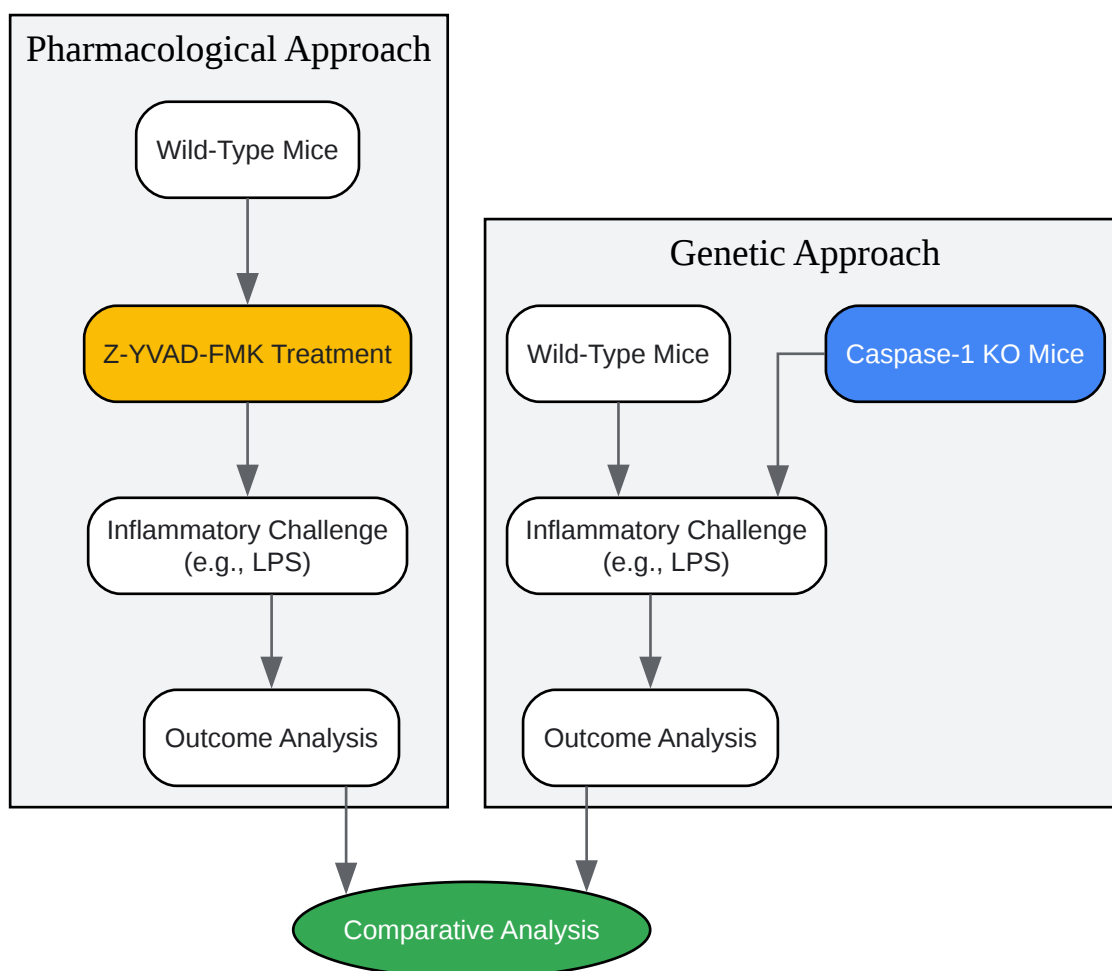 Pharmacological Approach
Wild-Type Mice
Z-YVAD-FMK Treatment
Inflammatory Challenge
(e.g., LPS)
Outcome Analysis
Genetic Approach
Wild-Type Mice
Caspase-1 KO Mice
Inflammatory Challenge
(e.g., LPS)
Outcome Analysis
Comparative Analysis